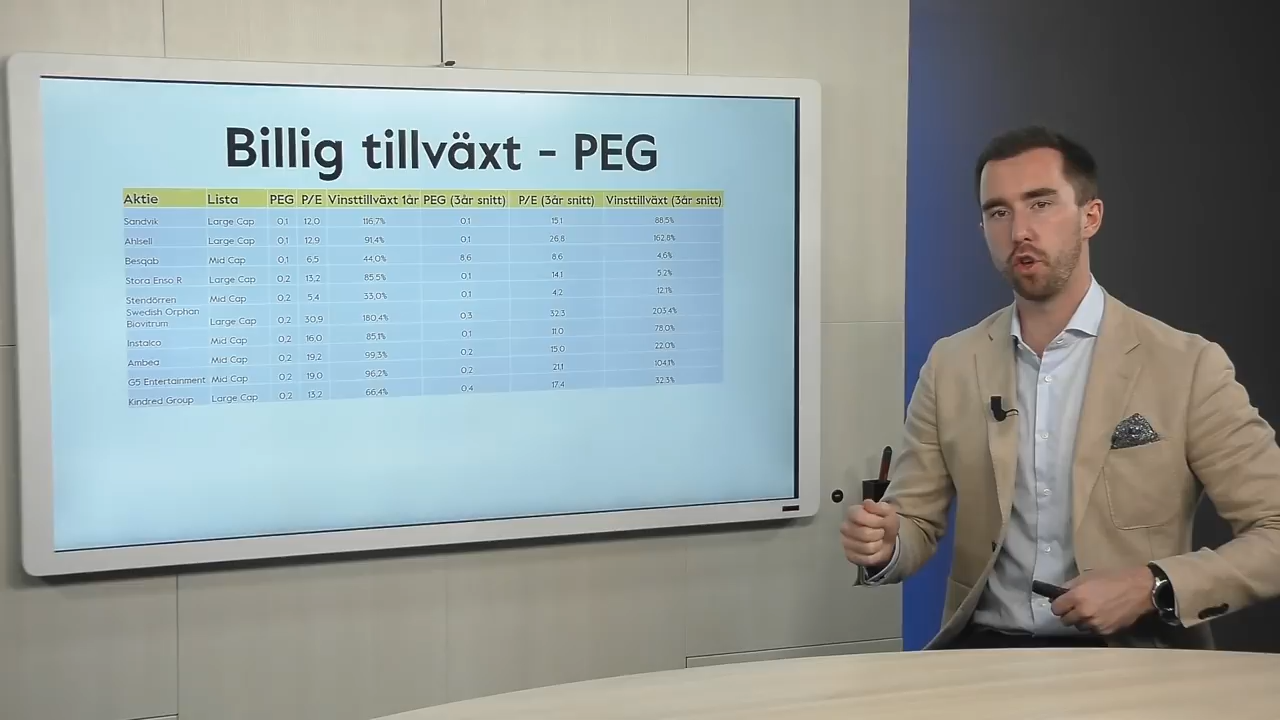 Billig tillväxt - PEG
Aktie Lista PEG P/E Vinsttillväxt 1år PEG (3år snitt) P/E (3år snitt) Vinsttillväxt (3år snitt)
Sandvik Large Cap 0,1 12,0 116,7% 0,1 15,1 88,5%
Ahlsell Large Cap 0,1 12,9 91,4% 0,1 26,8 162,8%
Besqab Mid Cap 0,1 6,5 44,0% 8,6 8,6 4,6%
Stora Enso R Large Cap 0,2 13,2 85,5% 0,1 14,1 5,2%
Stendörren Mid Cap 0,2 5,4 33,0% 0,1 4,2 12,1%
Swedish Orphan
Biovitrum Large Cap 0,2 30,9 180,4% 0,3 32,3 203,4%
Instalco Mid Cap 0,2 16,0 85,1% 0,1 11,0 78,0%
Ambea Mid Cap 0,2 19,2 99,3% 0,2 15,0 22,0%
G5 Entertainment Mid Cap 0,2 19,0 96,2% 0,2 21,1 104,1%
Kindred Group Large Cap 0,2 13,2 66,4% 0,4 17,4 32,3%